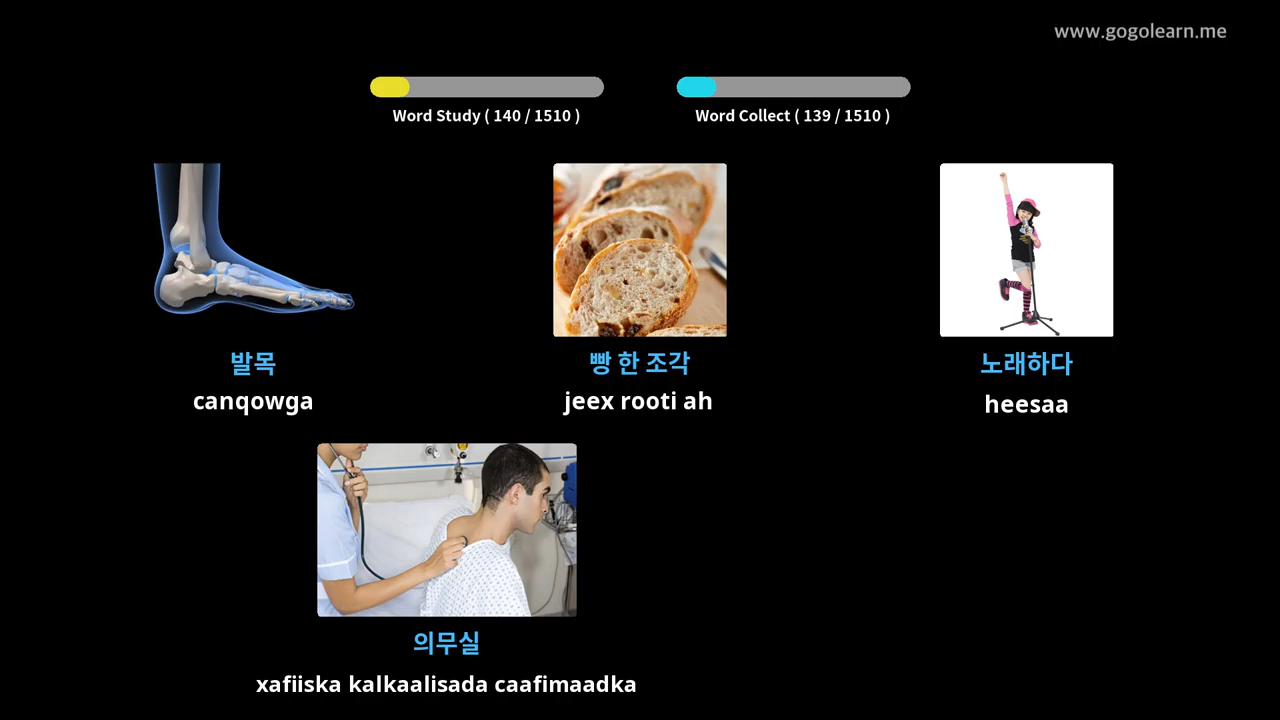 www.gogolearn.me
Word Study ( 140 / 1510 )
Word Collect ( 139 / 1510 )
발목
canqowga
빵 한 조각
jeex rooti ah
노래하다
heesaa
의무실
xafiiska kalkaalisada caafimaadka